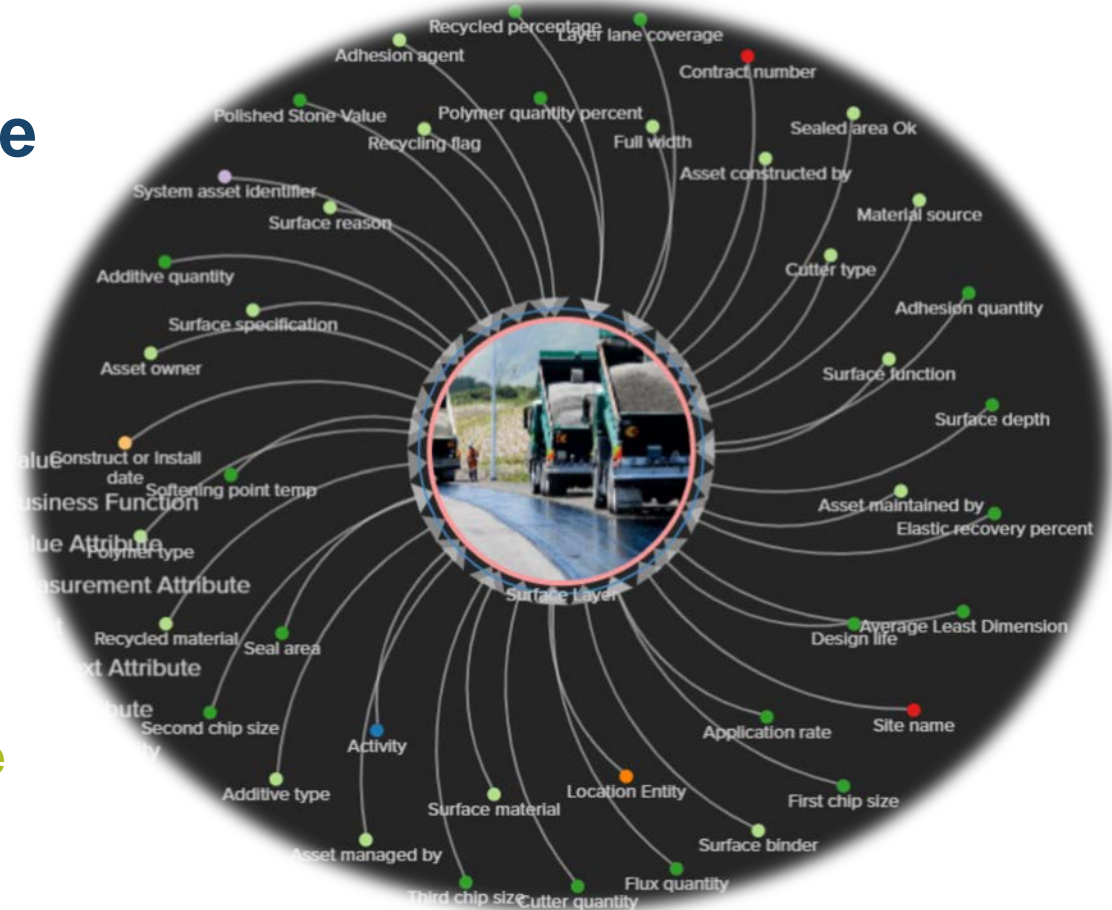 Recycled percentage
Layer lane coverage
Adhesion agent
Contract number
Polished Stone Value
Polymer quantity percent
Recycling flag
Full width
Sealed area Ok
Asset constructed by
System asset identifier
Surface reason
Material source
Additive quantity
Cutter type
Adhesion quantity
Surface specification
Asset owner
Surface function
Surface depth
Construct or Install
date
Softening point temp
Business Function
Asset maintained by
Elastic recovery percent
Attribute
Polymer type
Measurement Attribute
Surface Layer
Recycled material
Seal area
Design life
Average Least Dimension
Text Attribute
Second chip size
Activity
Application rate
Site name
Additive type
Surface material
Location Entity
First chip size
Asset managed by
Surface binder
Third chip size
Cutter quantity
Flux quantity